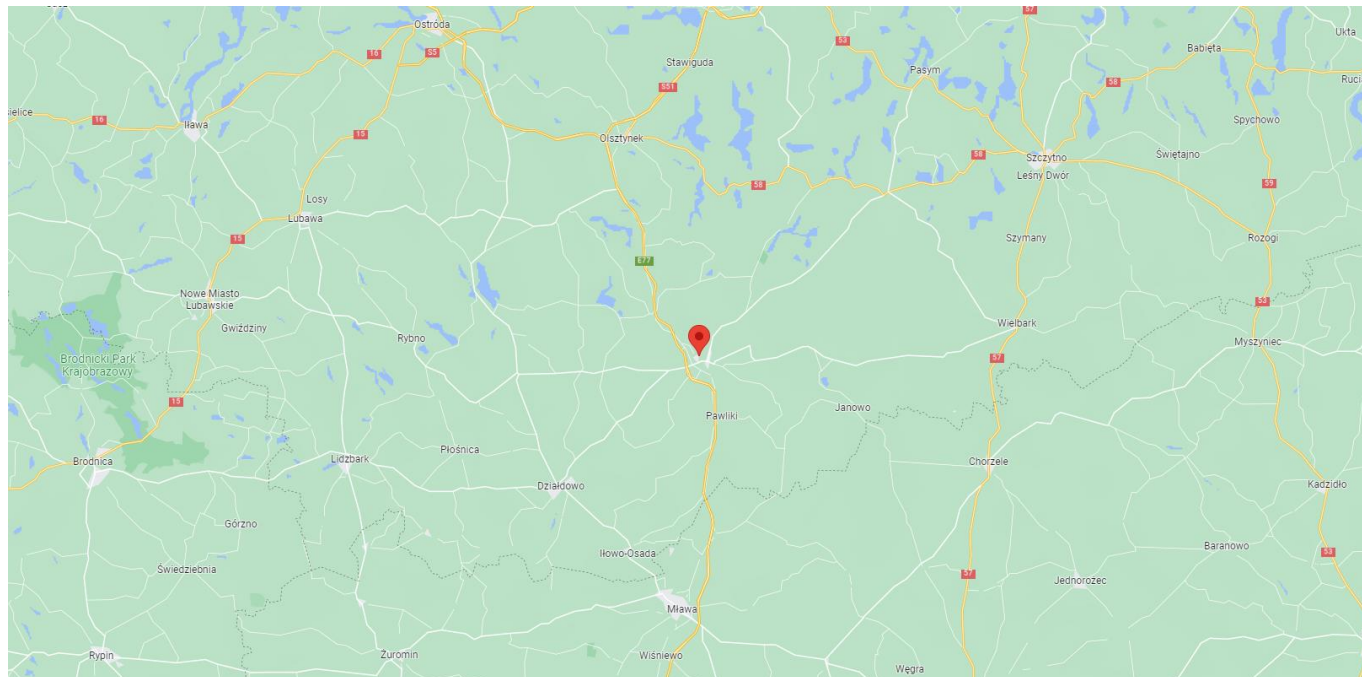 Ostróda
57
Ukta
16
S5
53
Babięta
Stawiguda
Pasym
58
S51
16
Iława
15
Olsztynek
Spychowo
Szczytno
58
Świętajno
Leśny Dwór
58
59
Losy
Lubawa
15
Szymany
Rozogi
E77
Nowe Miasto
Lubawskie
53
Gwiździny
Rybno
Wielbark
Myszyniec
Brodnicki Park
Krajobrazowy
57
15
Janowo
Pawliki
Płośnica
Brodnica
Lidzbark
Chorzele
Działdowo
Kadzidło
Górzno
Iłowo-Osada
Baranowo
53
Świedziebnia
57
Jednorożec
Mława
Rypin
Żuromin
Wiśniewo
Węgra